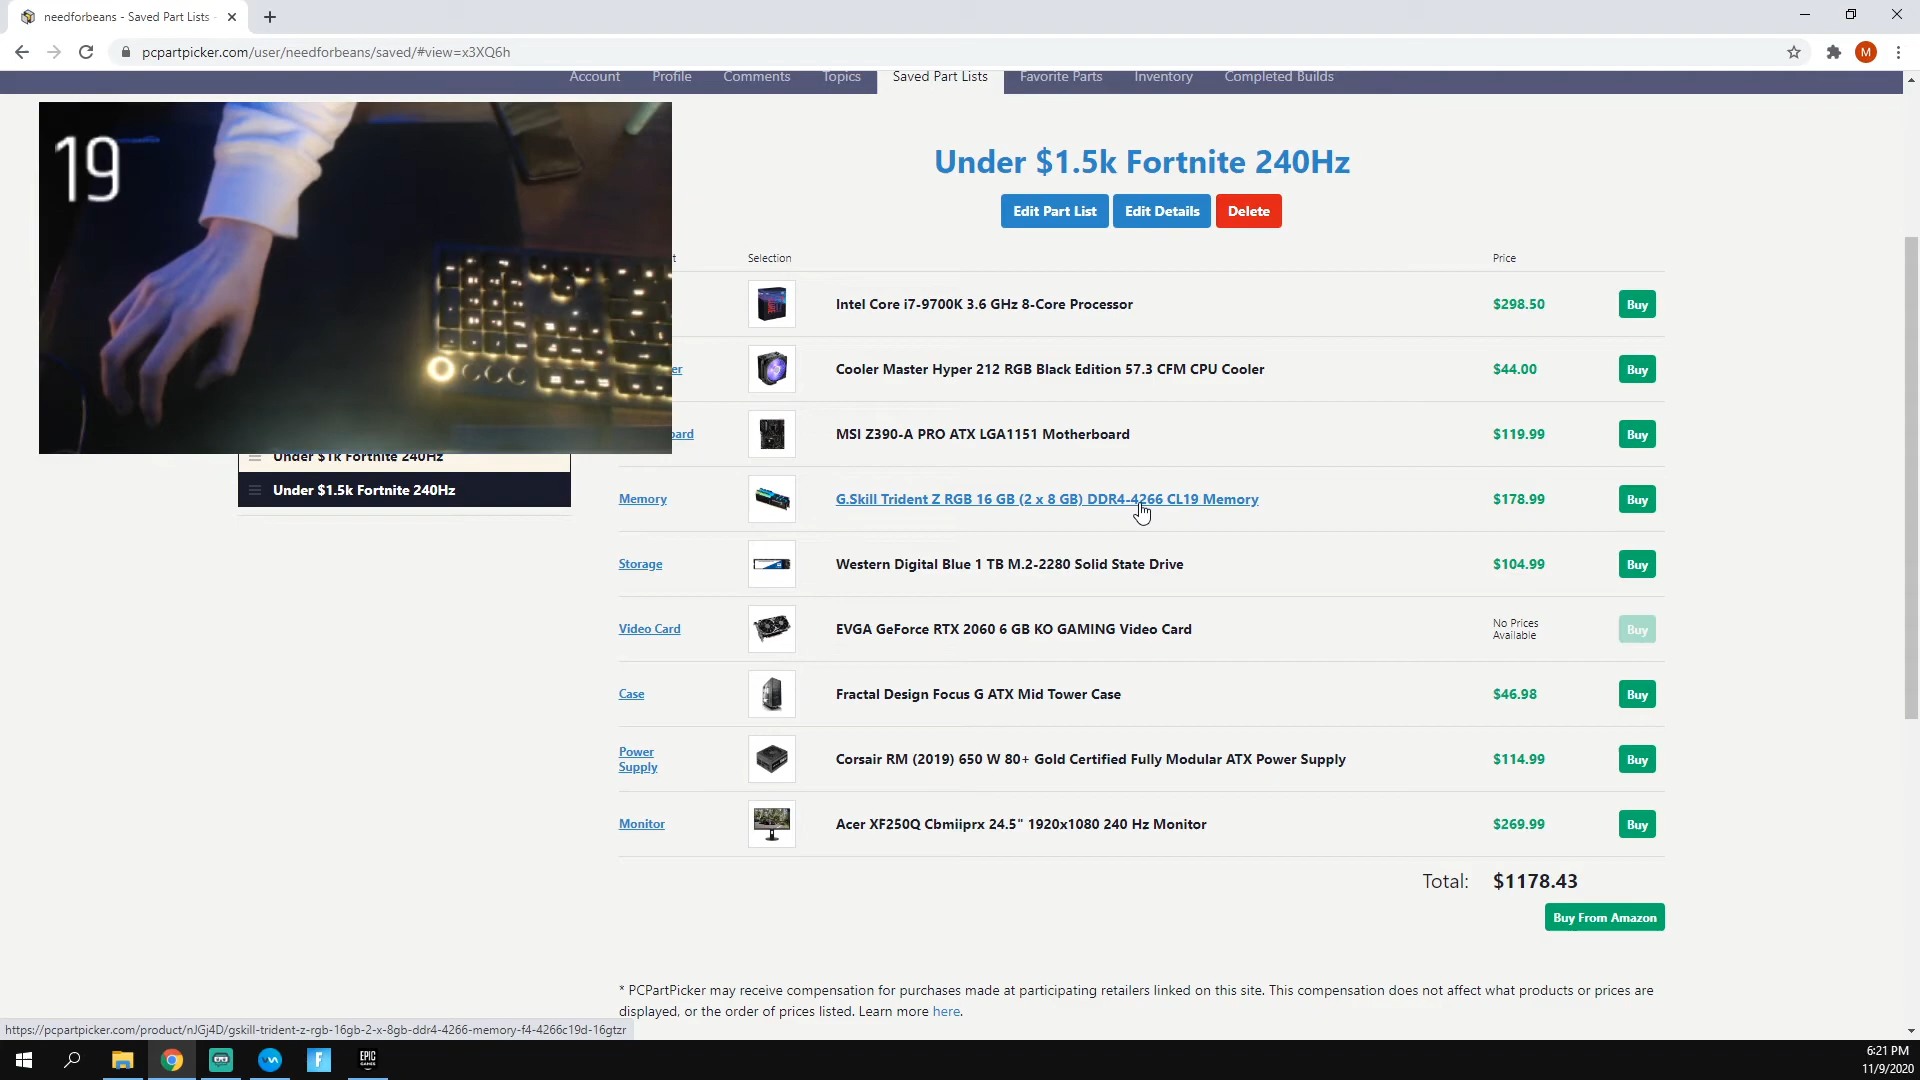 needforbeans - Saved Part Lists -
pcpartpicker.com/user/needforbeans/saved/#view=x3XQ6h
M
Account Profile Comments Topics Saved Part Lists Favorite Parts Inventory Completed Builds
19
Under $1.5k Fortnite 240Hz
Edit Part List Edit Details Delete
t Selection Price
Intel Core i7-9700K 3.6 GHz 8-Core Processor $298.50 Buy
er Cooler Master Hyper 212 RGB Black Edition 57.3 CFM CPU Cooler $44.00 Buy
oard MSI Z390-A PRO ATX LGA1151 Motherboard $119.99 Buy
Under $1k Fortnite 240Hz
Under $1.5k Fortnite 240Hz
Memory G.Skill Trident Z RGB 16 GB (2 x 8 GB) DDR4-4266 CL19 Memory $178.99 Buy
Storage Western Digital Blue 1 TB M.2-2280 Solid State Drive $104.99 Buy
Video Card EVGA GeForce RTX 2060 6 GB KO GAMING Video Card No Prices Available Buy
Case Fractal Design Focus G ATX Mid Tower Case $46.98 Buy
Power Supply Corsair RM (2019) 650 W 80+ Gold Certified Fully Modular ATX Power Supply $114.99 Buy
Monitor Acer XF250Q Cbmiiprx 24.5" 1920x1080 240 Hz Monitor $269.99 Buy
Total: $1178.43
Buy From Amazon
* PCPartPicker may receive compensation for purchases made at participating retailers linked on this site. This compensation does not affect what products or prices are
displayed, or the order of prices listed. Learn more here.
https://pcpartpicker.com/product/nJGj4D/gskill-trident-z-rgb-16gb-2-x-8gb-ddr4-4266-memory-f4-4266c19d-16gtzr
EPIC
GAMES
6:21 PM
11/9/2020